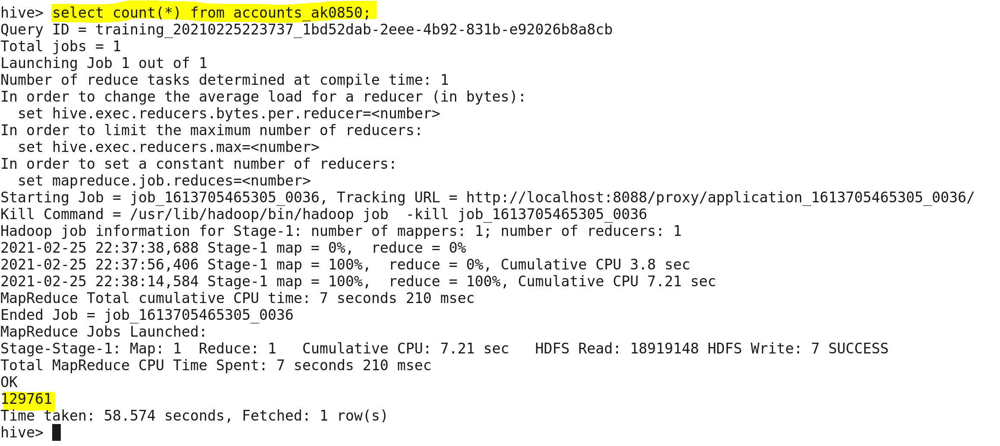 hive> select count(*) from accounts_ak0850;
Query ID = training_20210225223737_1bd52dab-2eee-4b92-831b-e92026b8a8cb
Total jobs = 1
Launching Job 1 out of 1
Number of reduce tasks determined at compile time: 1
In order to change the average load for a reducer (in bytes):
  set hive.exec.reducers.bytes.per.reducer=<number>
In order to limit the maximum number of reducers:
  set hive.exec.reducers.max=<number>
In order to set a constant number of reducers:
  set mapreduce.job.reduces=<number>
Starting Job = job_1613705465305_0036, Tracking URL = http://localhost:8088/proxy/application_1613705465305_0036/
Kill Command = /usr/lib/hadoop/bin/hadoop job  -kill job_1613705465305_0036
Hadoop job information for Stage-1: number of mappers: 1; number of reducers: 1
2021-02-25 22:37:38,688 Stage-1 map = 0%,  reduce = 0%
2021-02-25 22:37:56,406 Stage-1 map = 100%,  reduce = 0%, Cumulative CPU 3.8 sec
2021-02-25 22:38:14,584 Stage-1 map = 100%,  reduce = 100%, Cumulative CPU 7.21 sec
MapReduce Total cumulative CPU time: 7 seconds 210 msec
Ended Job = job_1613705465305_0036
MapReduce Jobs Launched:
Stage-Stage-1: Map: 1  Reduce: 1   Cumulative CPU: 7.21 sec   HDFS Read: 18919148 HDFS Write: 7 SUCCESS
Total MapReduce CPU Time Spent: 7 seconds 210 msec
OK
129761
Time taken: 58.574 seconds, Fetched: 1 row(s)
hive>